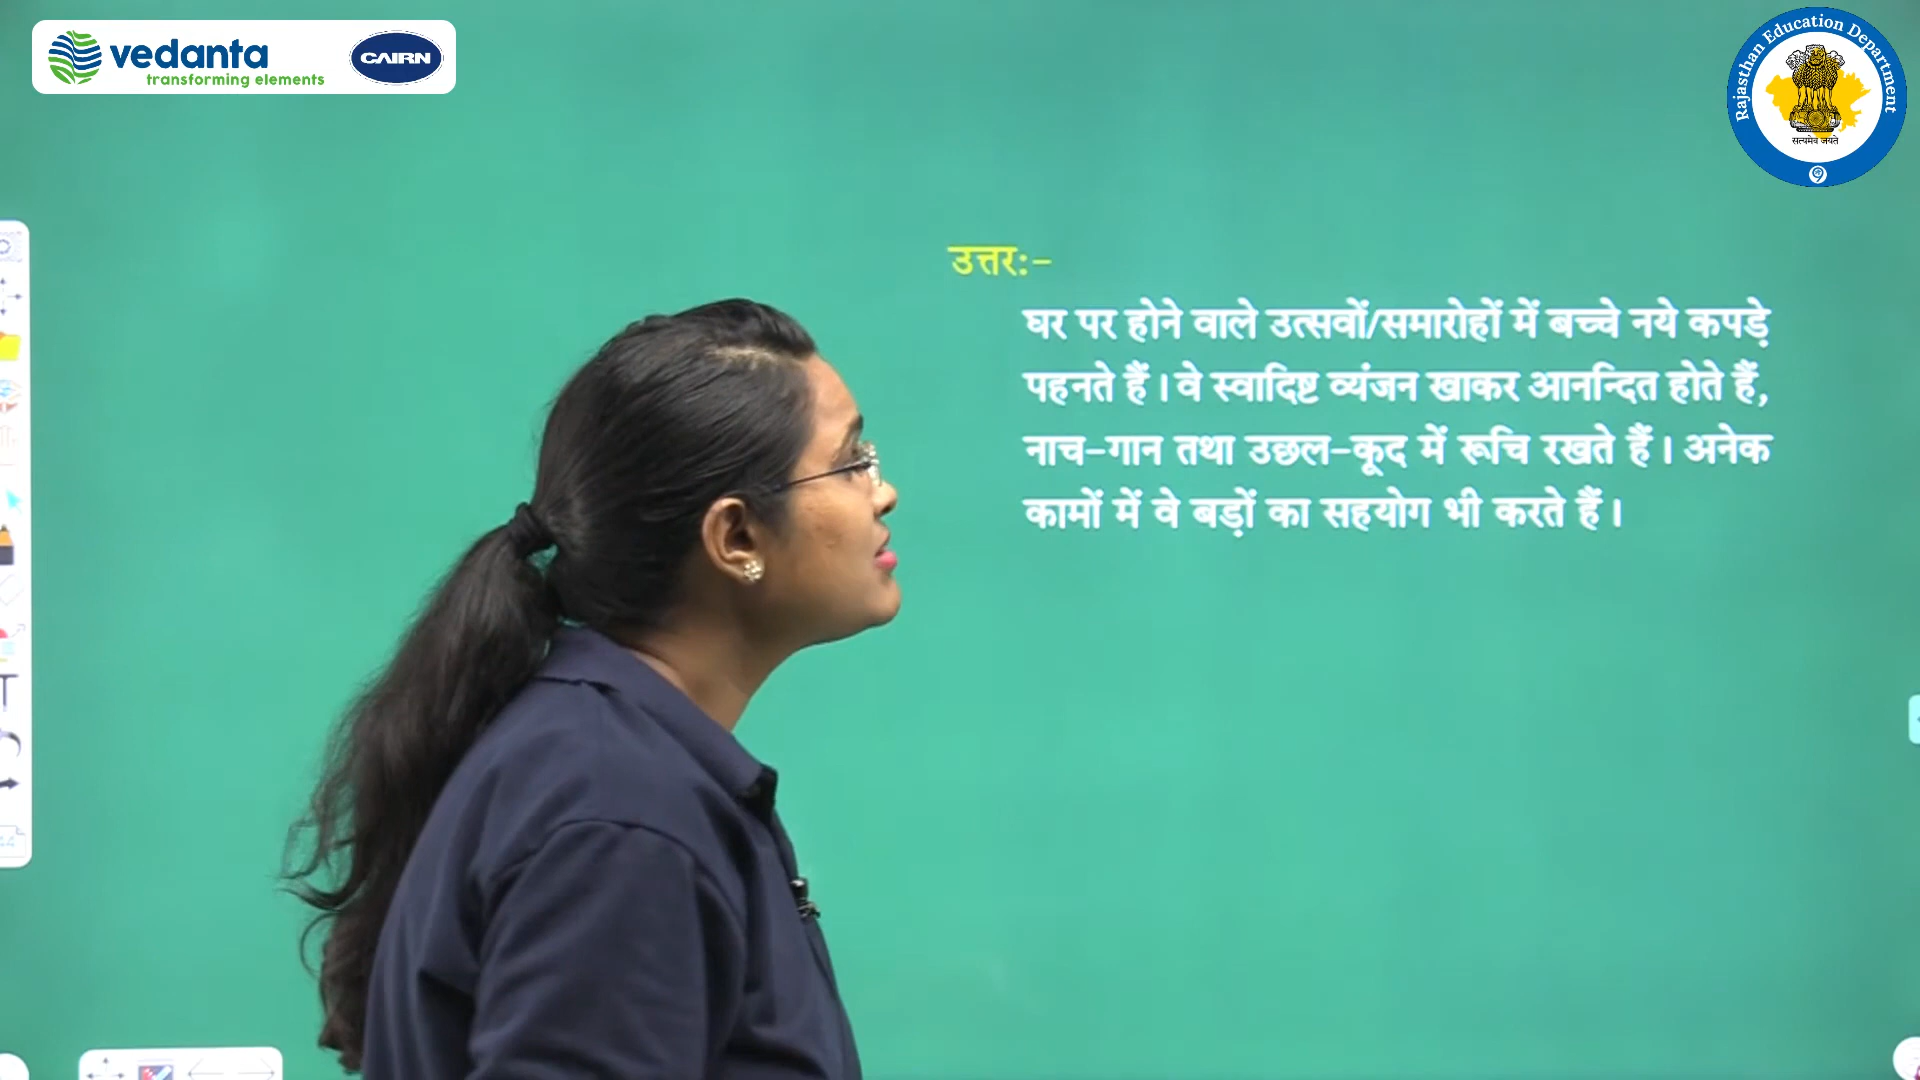 vedanta
transforming elements
CAIRN
Rajasthan Education Department
सत्यमेव जयते
उत्तर:-
घर पर होने वाले उत्सवों/समारोहों में बच्चे नये कपड़े
पहनते हैं। वे स्वादिष्ट व्यंजन खाकर आनन्दित होते हैं,
नाच-गान तथा उछल-कूद में रूचि रखते हैं। अनेक
कामों में वे बड़ों का सहयोग भी करते हैं।
T